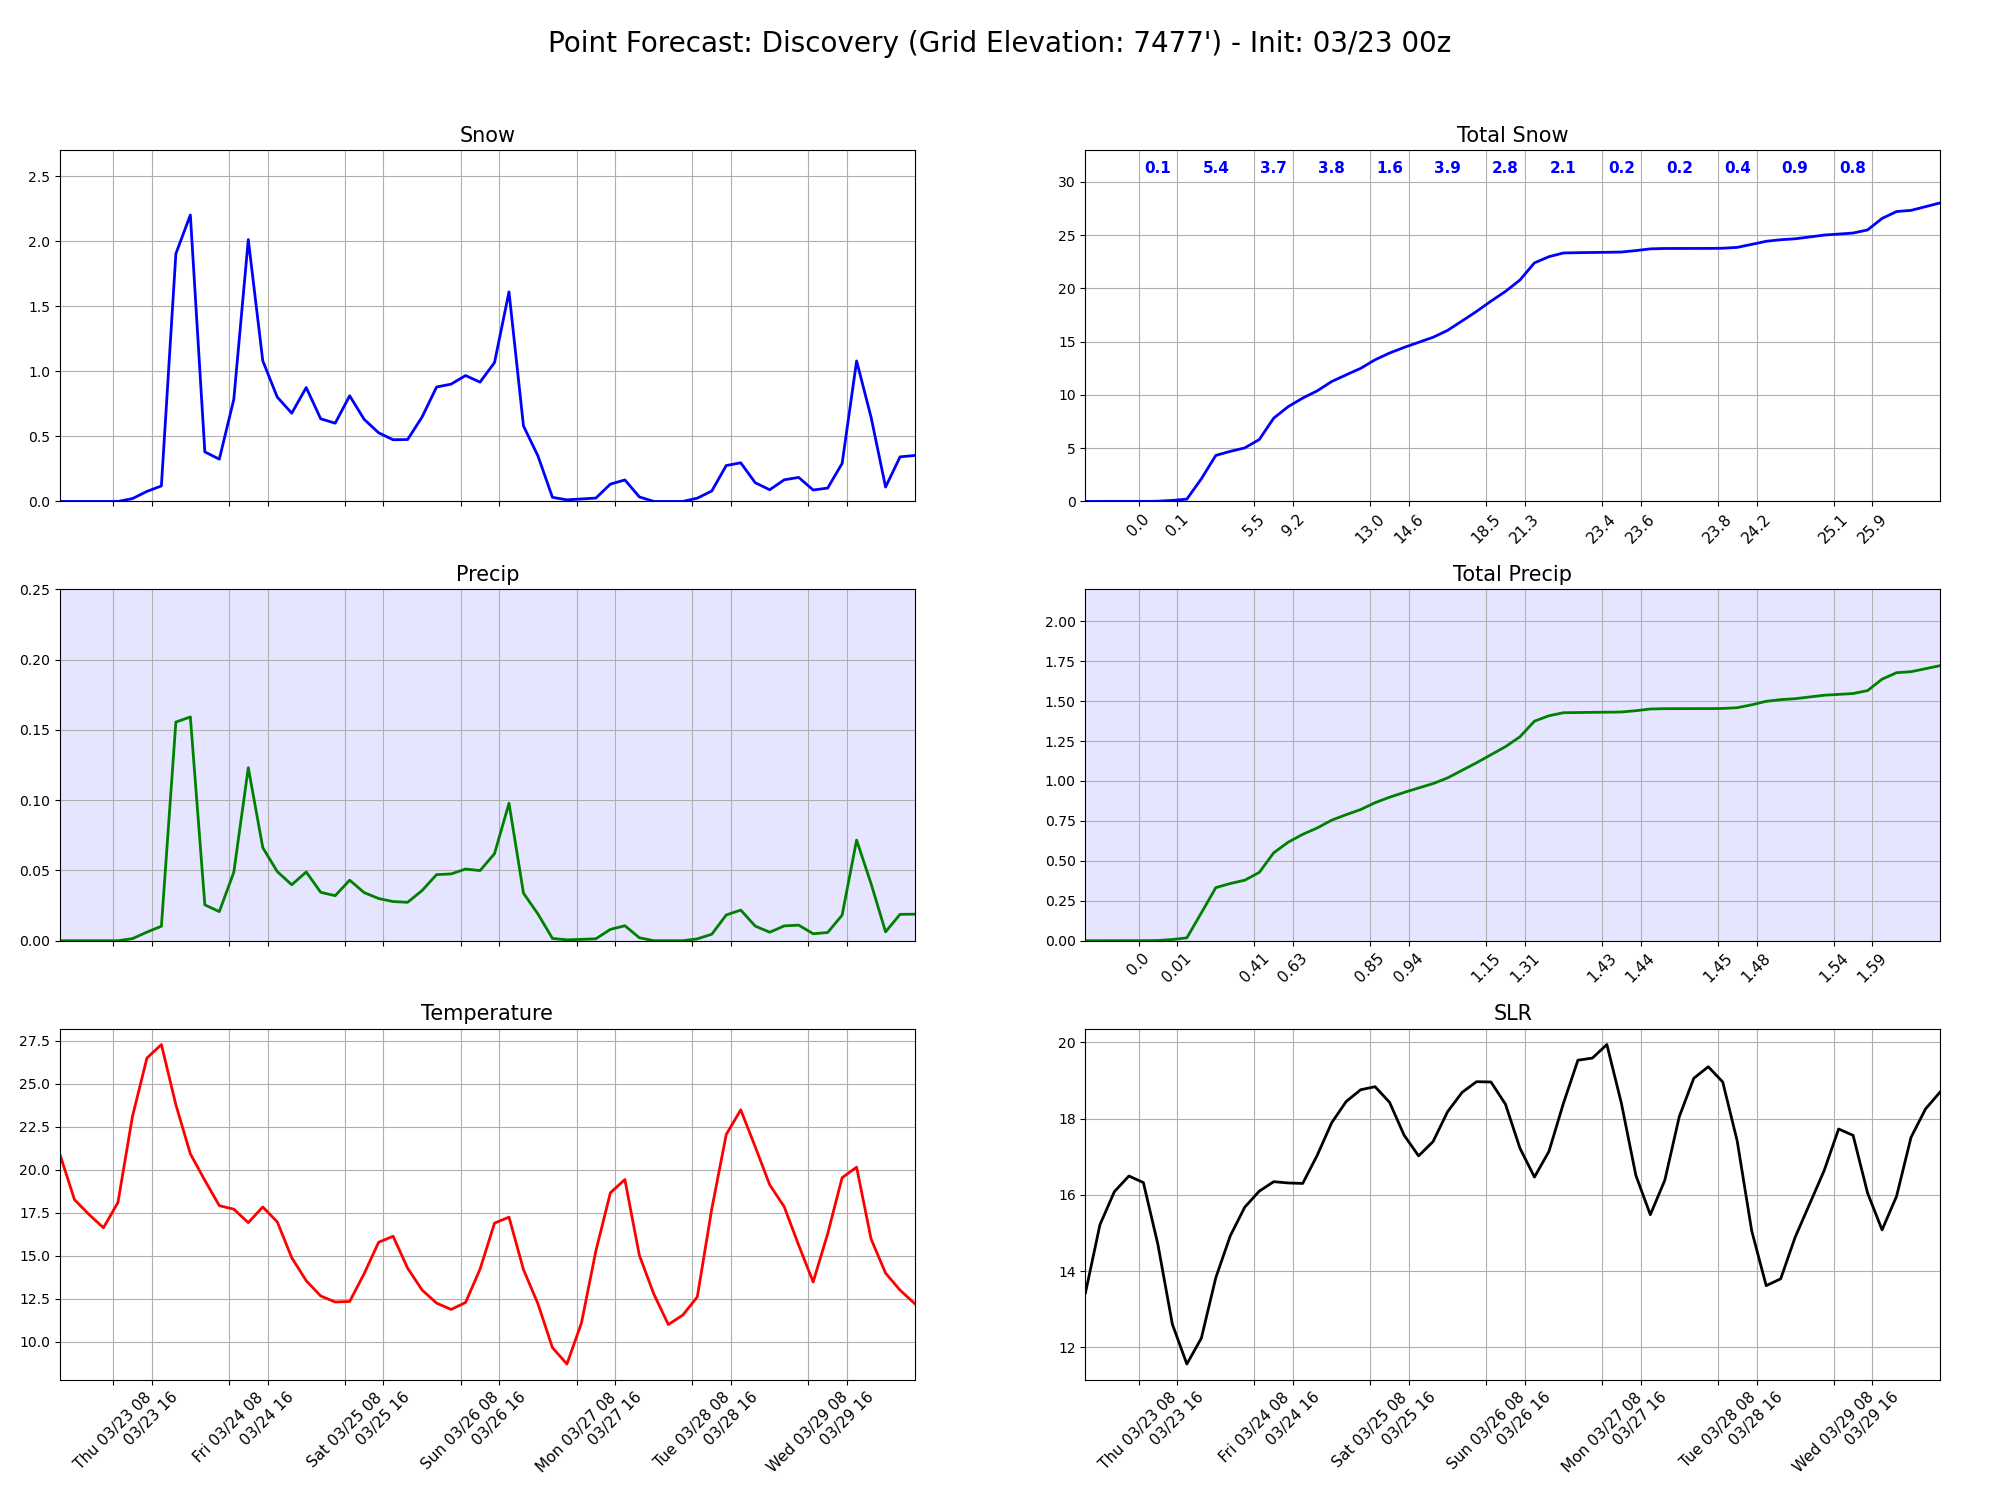 Point Forecast: Discovery (Grid Elevation: 7477') - Init: 03/23 00z
Snow
2.5
2.0
1.5
1.0
0.5
0.0
Total Snow
0.1 5.4 3.7 3.8 1.6 3.9 2.8 2.1 0.2 0.2 0.4 0.9 0.8
30
25
20
15
10
5
0
0.0 0.1 5.5 9.2 13.0 14.6 18.5 21.3 23.4 23.6 23.8 24.2 25.1 25.9
Precip
0.25
0.20
0.15
0.10
0.05
0.00
Total Precip
2.00
1.75
1.50
1.25
1.00
0.75
0.50
0.25
0.00
0.0 0.01 0.41 0.63 0.85 0.94 1.15 1.31 1.43 1.44 1.45 1.48 1.54 1.59
Temperature
27.5
25.0
22.5
20.0
17.5
15.0
12.5
10.0
Thu 03/23 08
03/23 16
Fri 03/24 08
03/24 16
Sat 03/25 08
03/25 16
Sun 03/26 08
03/26 16
Mon 03/27 08
03/27 16
Tue 03/28 08
03/28 16
Wed 03/29 08
03/29 16
SLR
20
18
16
14
12
Thu 03/23 08
03/23 16
Fri 03/24 08
03/24 16
Sat 03/25 08
03/25 16
Sun 03/26 08
03/26 16
Mon 03/27 08
03/27 16
Tue 03/28 08
03/28 16
Wed 03/29 08
03/29 16